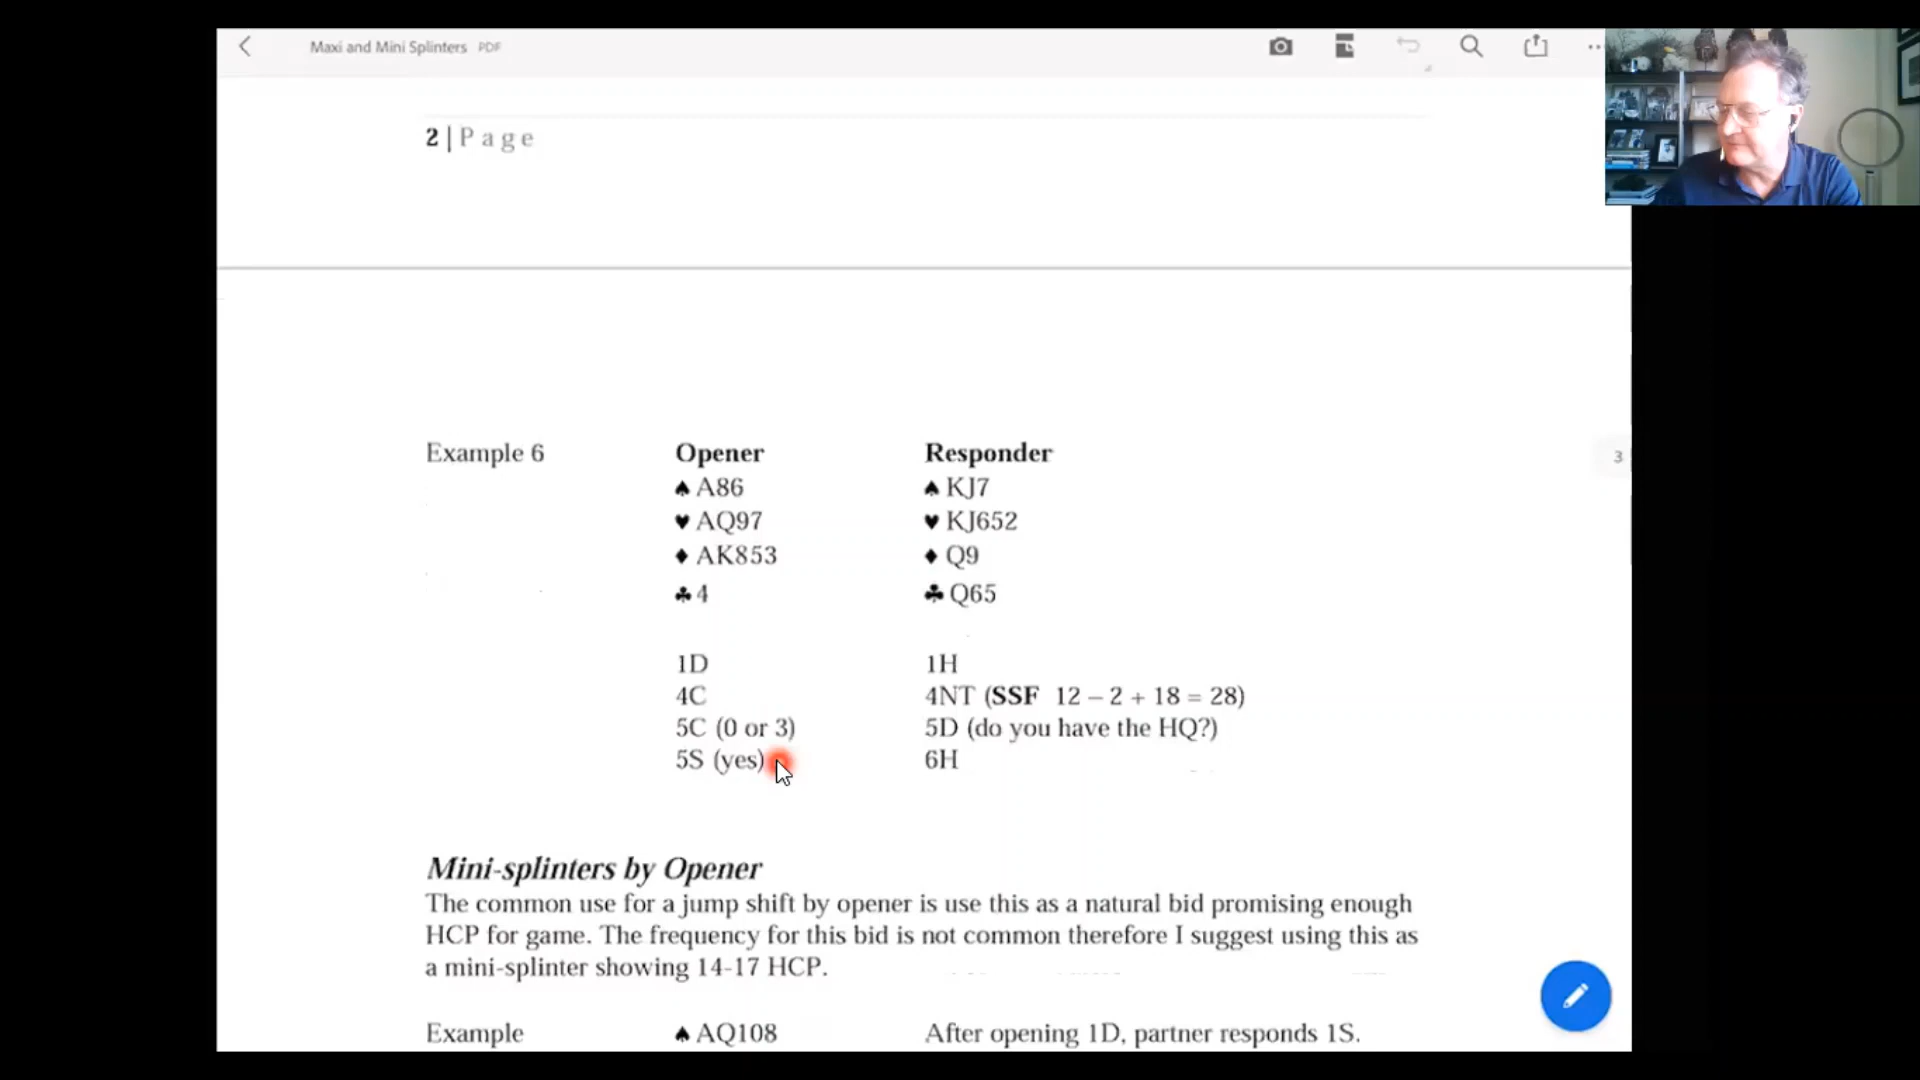 Maxi and Mini Splinters PDF
2 | Page
3
Example 6 Opener Responder
♠ A86 ♠ KJ7
♥ AQ97 ♥ KJ652
♦ AK853 ♦ Q9
♣ 4 ♣ Q65
1D 1H
4C 4NT (SSF 12 – 2 + 18 = 28)
5C (0 or 3) 5D (do you have the HQ?)
5S (yes) 6H
Mini-splinters by Opener
The common use for a jump shift by opener is use this as a natural bid promising enough
HCP for game. The frequency for this bid is not common therefore I suggest using this as
a mini-splinter showing 14-17 HCP.
Example ♠ AQ108 After opening 1D, partner responds 1S.